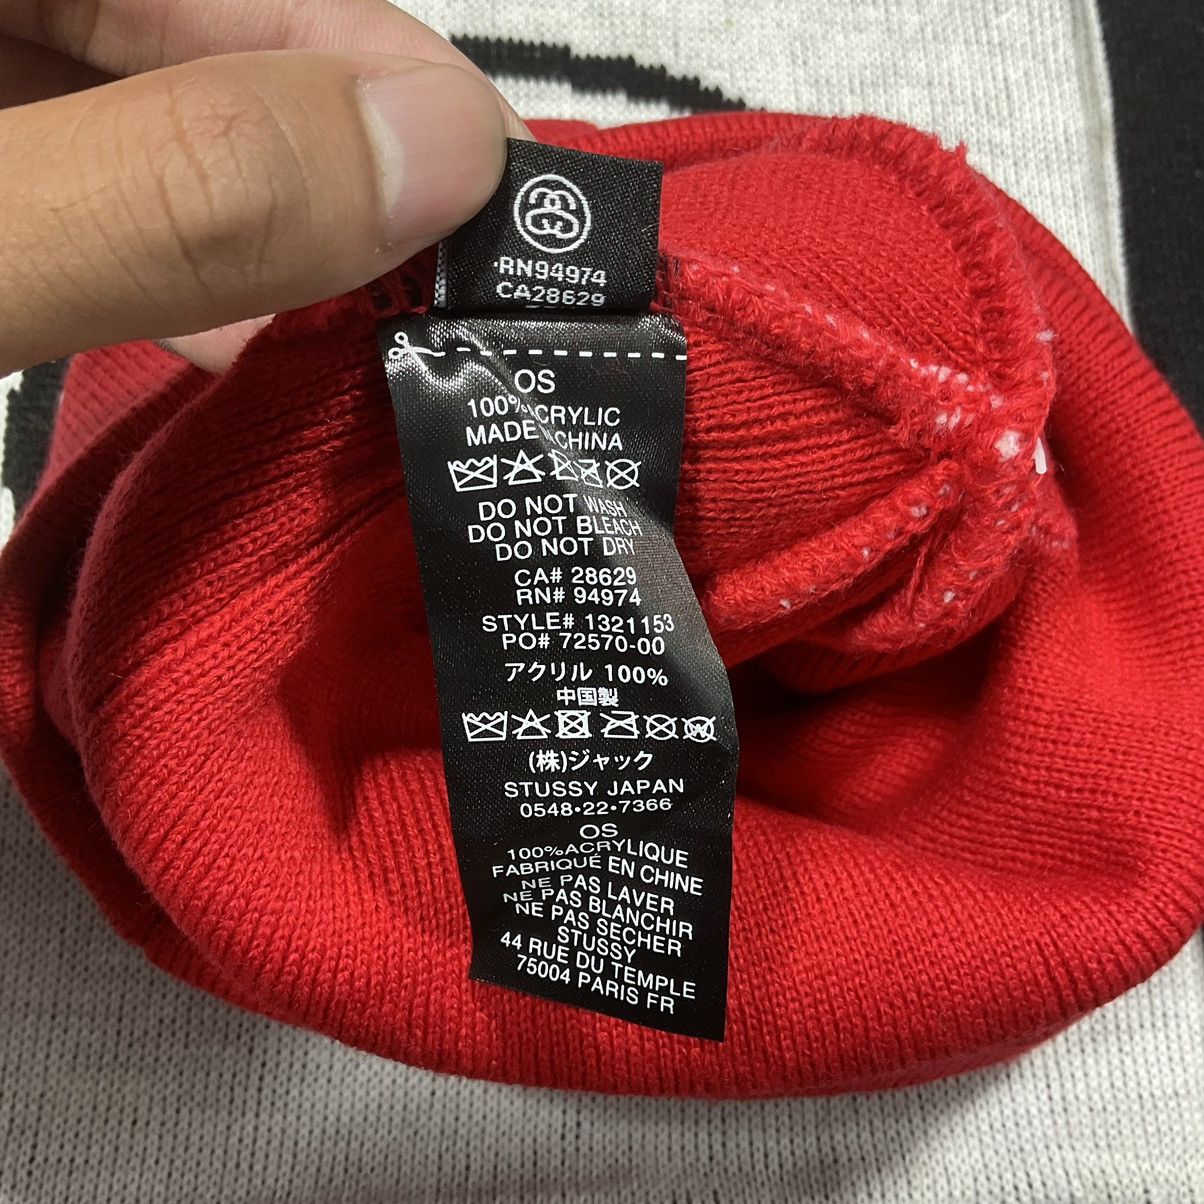 RN94974
CA28629
OS
100% ACRYLIC
MADE CHINA
DO NOT WASH
DO NOT BLEACH
DO NOT DRY
CA# 28629
RN# 94974
STYLE# 1321153
PO# 72570-00
アクリル 100%
中国製
W
(株)ジャック
STUSSY JAPAN
0548・22・7366
OS
100%ACRYLIQUE
FABRIQUÉ EN CHINE
NE PAS LAVER
NE PAS BLANCHIR
NE PAS SECHER
STUSSY
44 RUE DU TEMPLE
75004 PARIS FR